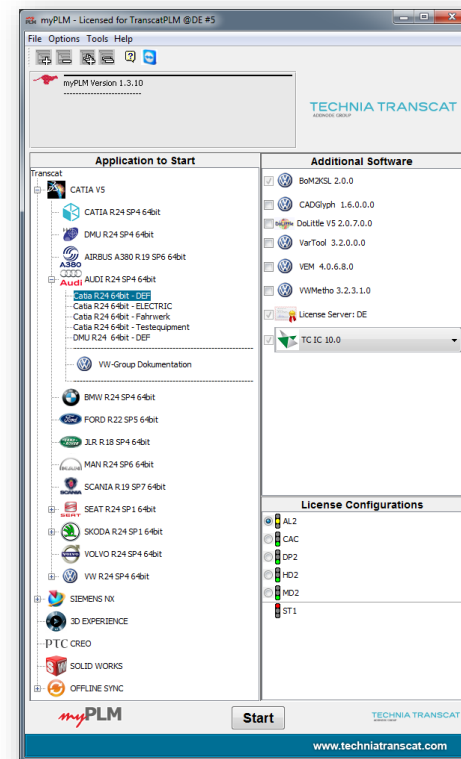 myPLM - Licensed for TranscatPLM @DE #5
File Options Tools Help
myPLM Version 1.3.10
--------------------------
TECHNIA TRANSCAT
ADDNODE GROUP
Application to Start
Transcat
CATIA V5
CATIA R24 SP4 64bit
DMU R24 SP4 64bit
A380
AIRBUS A380 R19 SP6 64bit
Audi
AUDI R24 SP4 64bit
Catia R24 64bit - DEF
Catia R24 64bit - ELECTRIC
Catia R24 64bit - Fahrwerk
Catia R24 64bit - Testequipment
DMU R24 64bit - DEF
VW-Group Dokumentation
BMW R24 SP4 64bit
Ford
FORD R22 SP5 64bit
JLR R18 SP4 64bit
MAN R24 SP6 64bit
SCANIA
SCANIA R19 SP7 64bit
SEAT
SEAT R24 SP1 64bit
SKODA R24 SP1 64bit
VOLVO R24 SP4 64bit
VW R24 SP4 64bit
SIEMENS NX
3D EXPERIENCE
PTC CREO
SW
SOLID WORKS
OFFLINE SYNC
Additional Software
BoM2KSL 2.0.0
CADGlyph 1.6.0.0.0
DoLittle
DoLittle V5 2.0.7.0.0
VarTool 3.2.0.0.0
VEM 4.0.6.8.0
VWMetho 3.2.3.1.0
License Server: DE
TC IC 10.0
License Configurations
AL2
CAC
DP2
HD2
MD2
ST1
myPLM
Start
TECHNIA TRANSCAT
www.techniatranscat.com